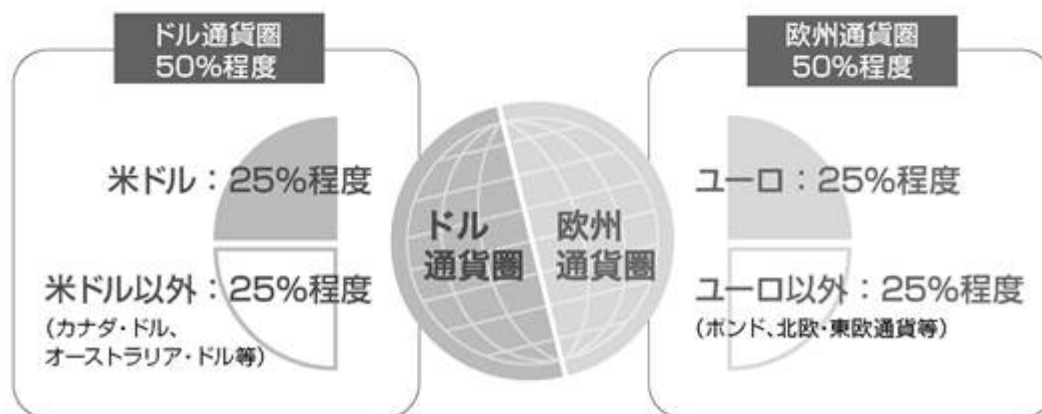 ドル通貨圏
50%程度
米ドル：25%程度
米ドル以外：25%程度
（カナダ・ドル、
オーストラリア・ドル等）
ドル
通貨圏
欧州
通貨圏
欧州通貨圏
50%程度
ユーロ：25%程度
ユーロ以外：25%程度
（ポンド、北欧・東欧通貨等）